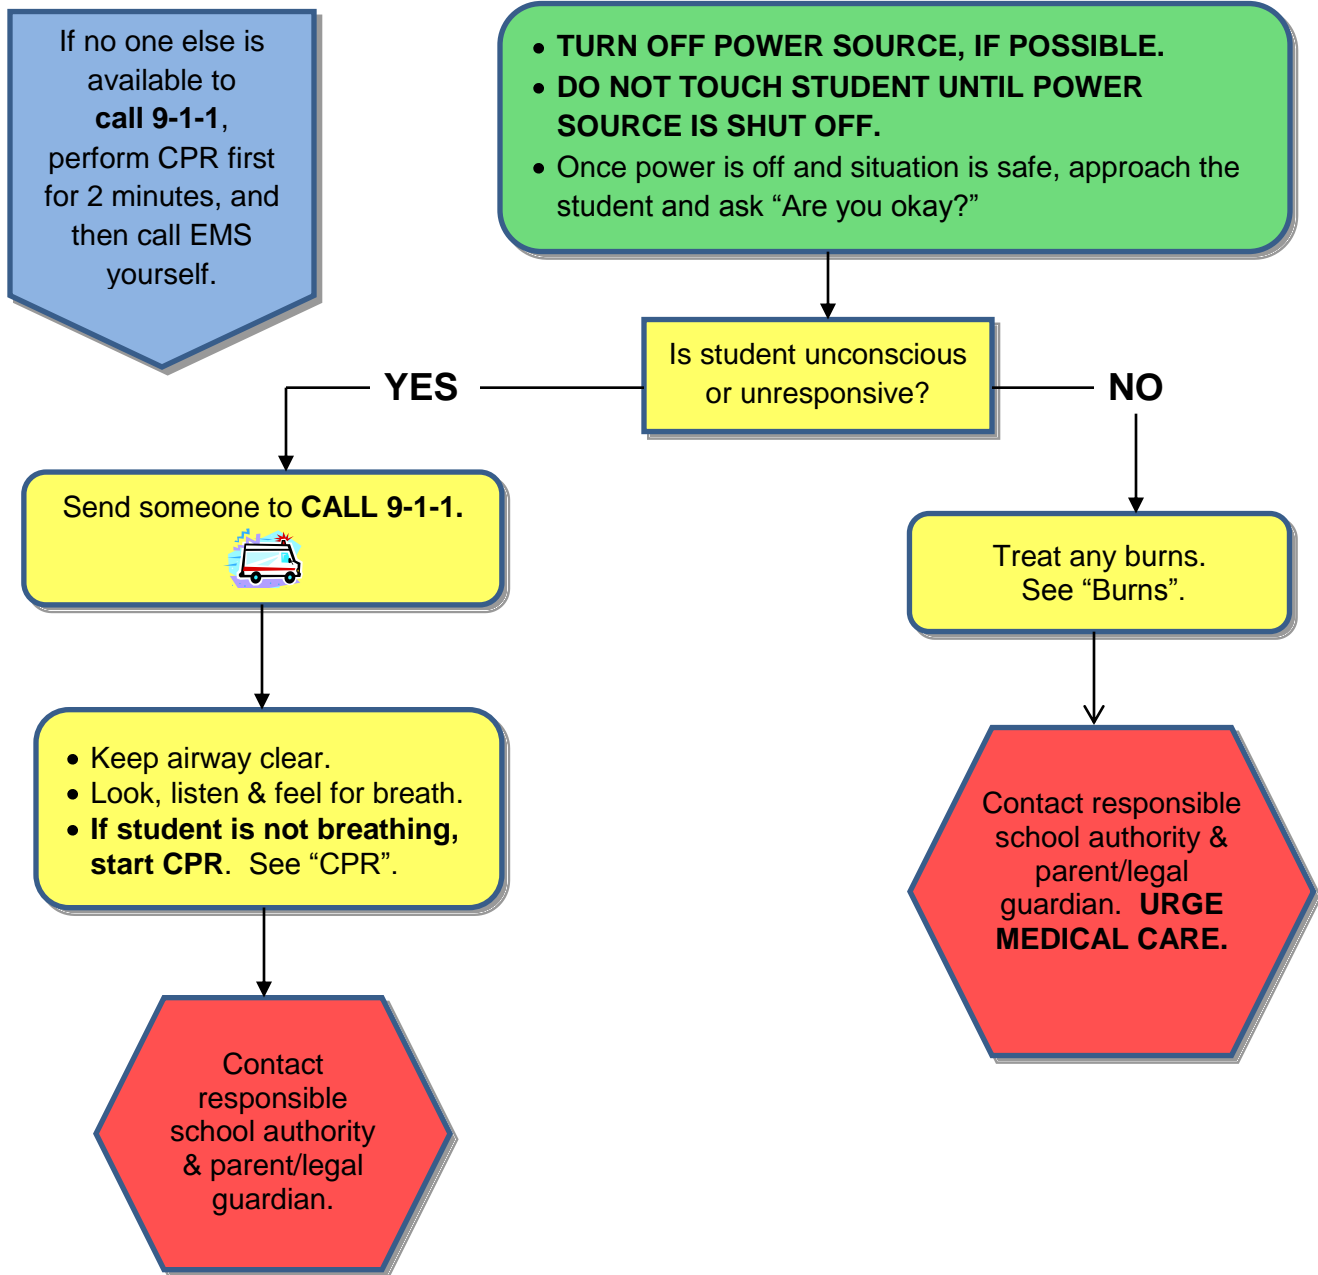 If no one else is
available to
call 9-1-1,
perform CPR first
for 2 minutes, and
then call EMS
yourself.
• TURN OFF POWER SOURCE, IF POSSIBLE.
• DO NOT TOUCH STUDENT UNTIL POWER
SOURCE IS SHUT OFF.
• Once power is off and situation is safe, approach the
student and ask “Are you okay?”
Is student unconscious
or unresponsive?
YES
NO
Send someone to CALL 9-1-1.
Treat any burns.
See “Burns”.
• Keep airway clear.
• Look, listen & feel for breath.
• If student is not breathing,
start CPR. See “CPR”.
Contact responsible
school authority &
parent/legal
guardian. URGE
MEDICAL CARE.
Contact
responsible
school authority
& parent/legal
guardian.